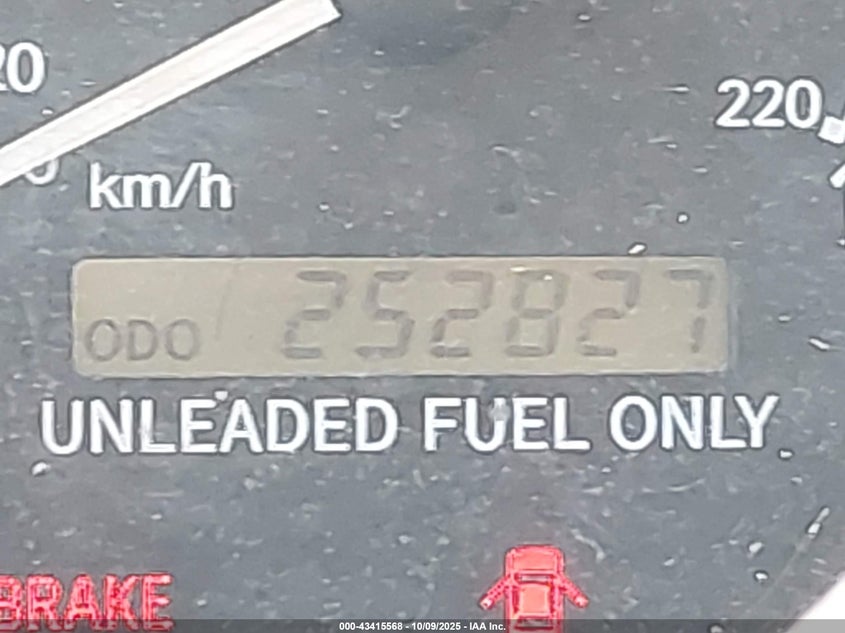 20
220
km/h
ODO 252827
UNLEADED FUEL ONLY
BRAKE
000-43415568 - 10/09/2025 - IAA Inc.